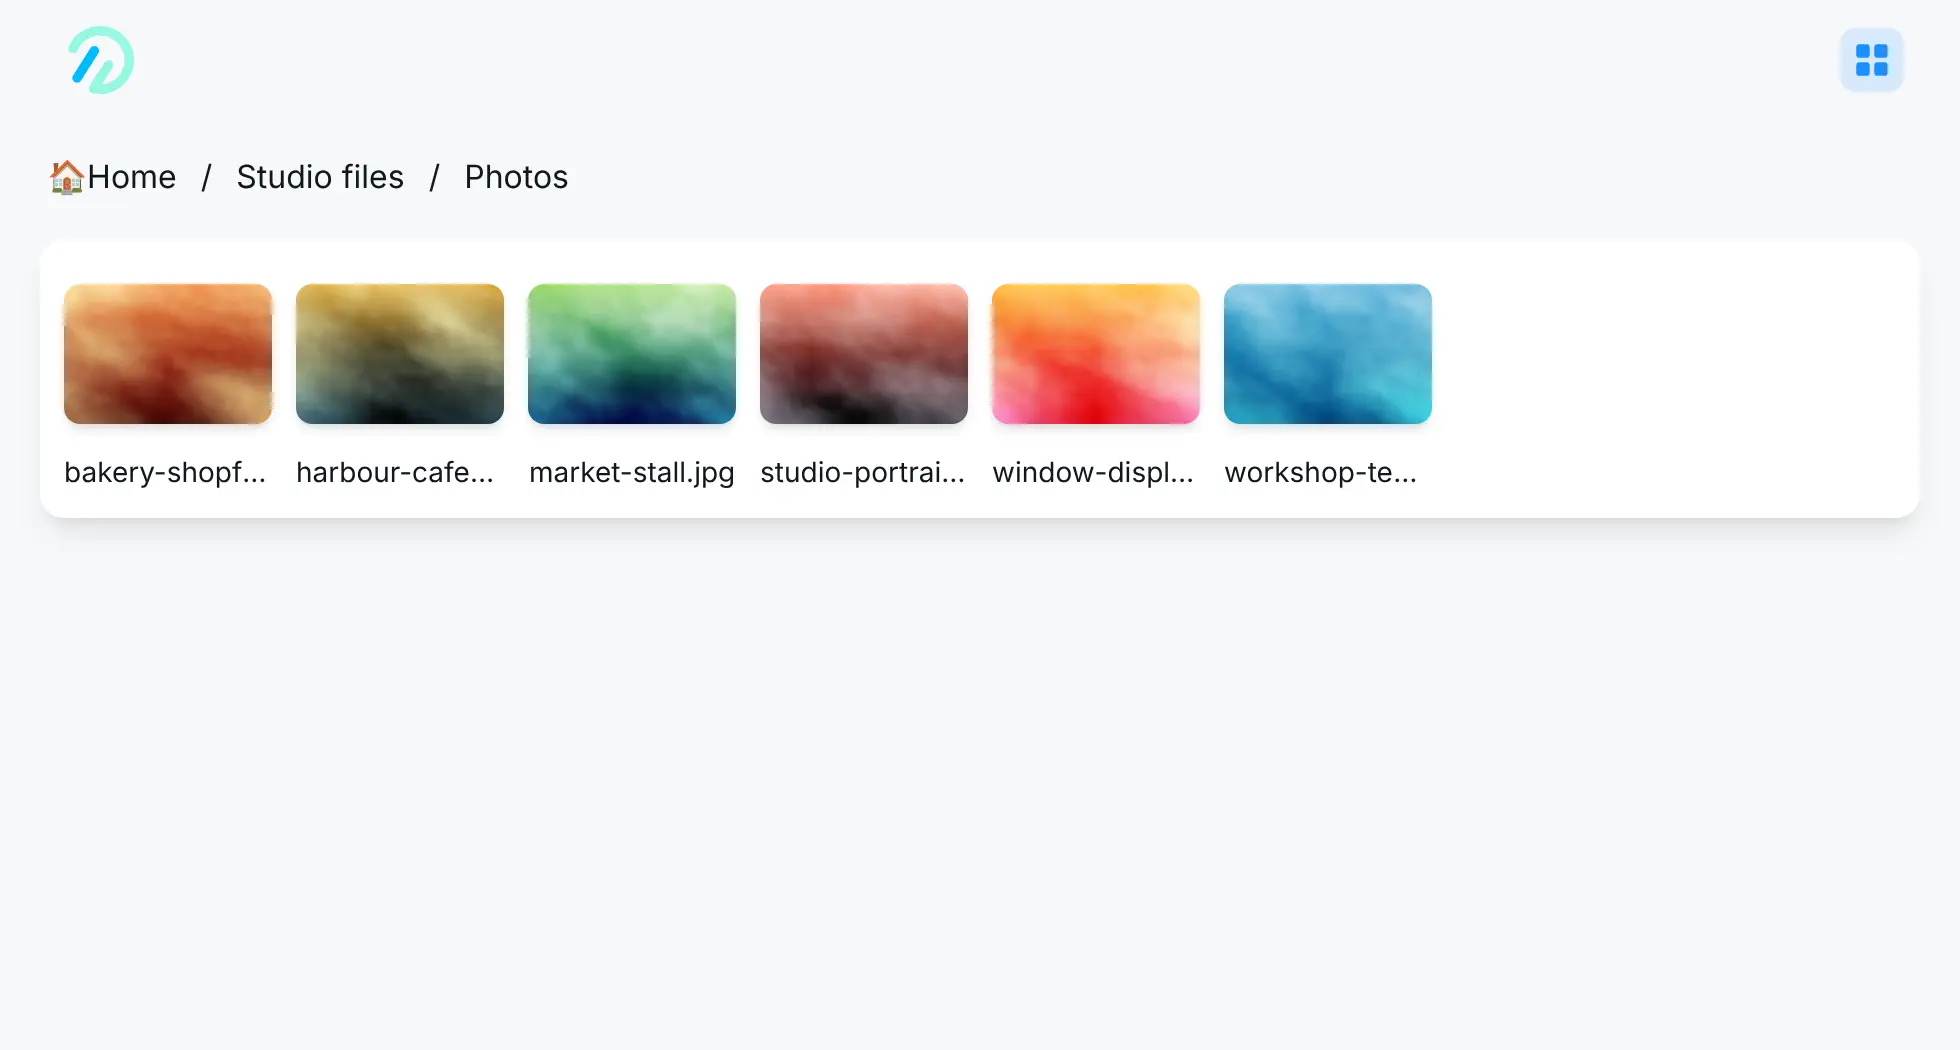 Home / Studio files / Photos
bakery-shopf...
harbour-cafe...
market-stall.jpg
studio-portrai...
window-displ...
workshop-te...